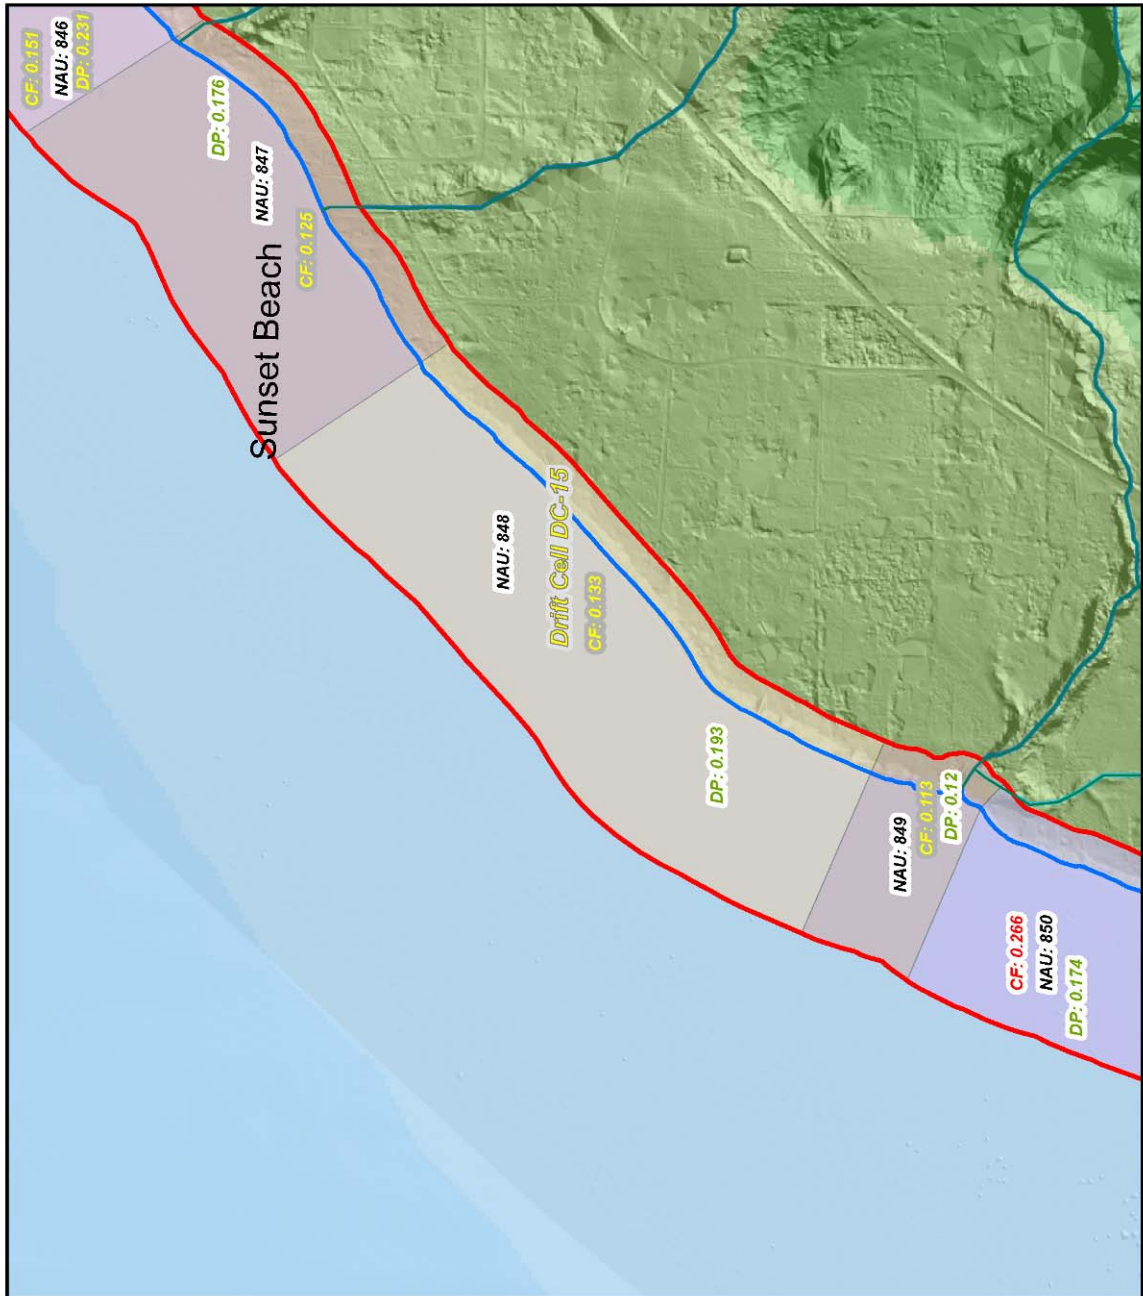 CF: 0.151
NAU: 846
DP: 0.231
DP: 0.176
NAU: 847
Sunset Beach
CF: 0.125
NAU: 848
Drift Cell DC-15
CF: 0.133
DP: 0.193
NAU: 849
CF: 0.113
DP: 0.12
CF: 0.266
NAU: 850
DP: 0.174